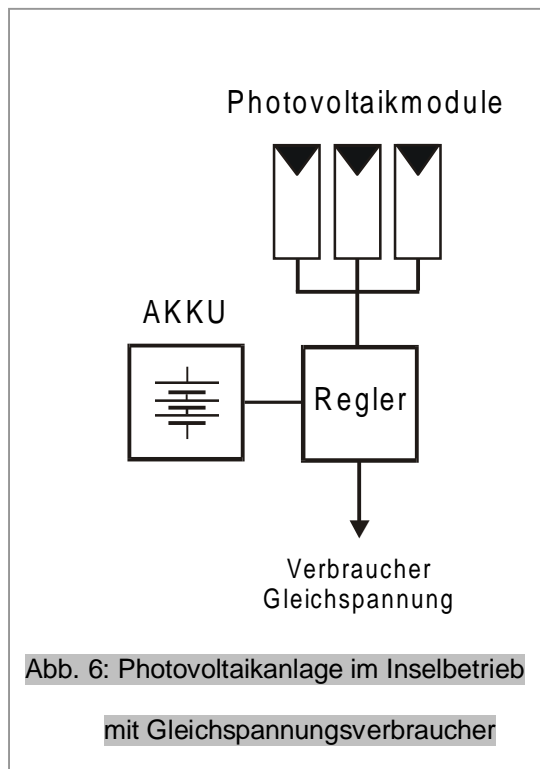 Photovoltaikmodule
AKKU
Regler
Verbraucher
Gleichspannung
Abb. 6: Photovoltaikanlage im Inselbetrieb
mit Gleichspannungsverbraucher